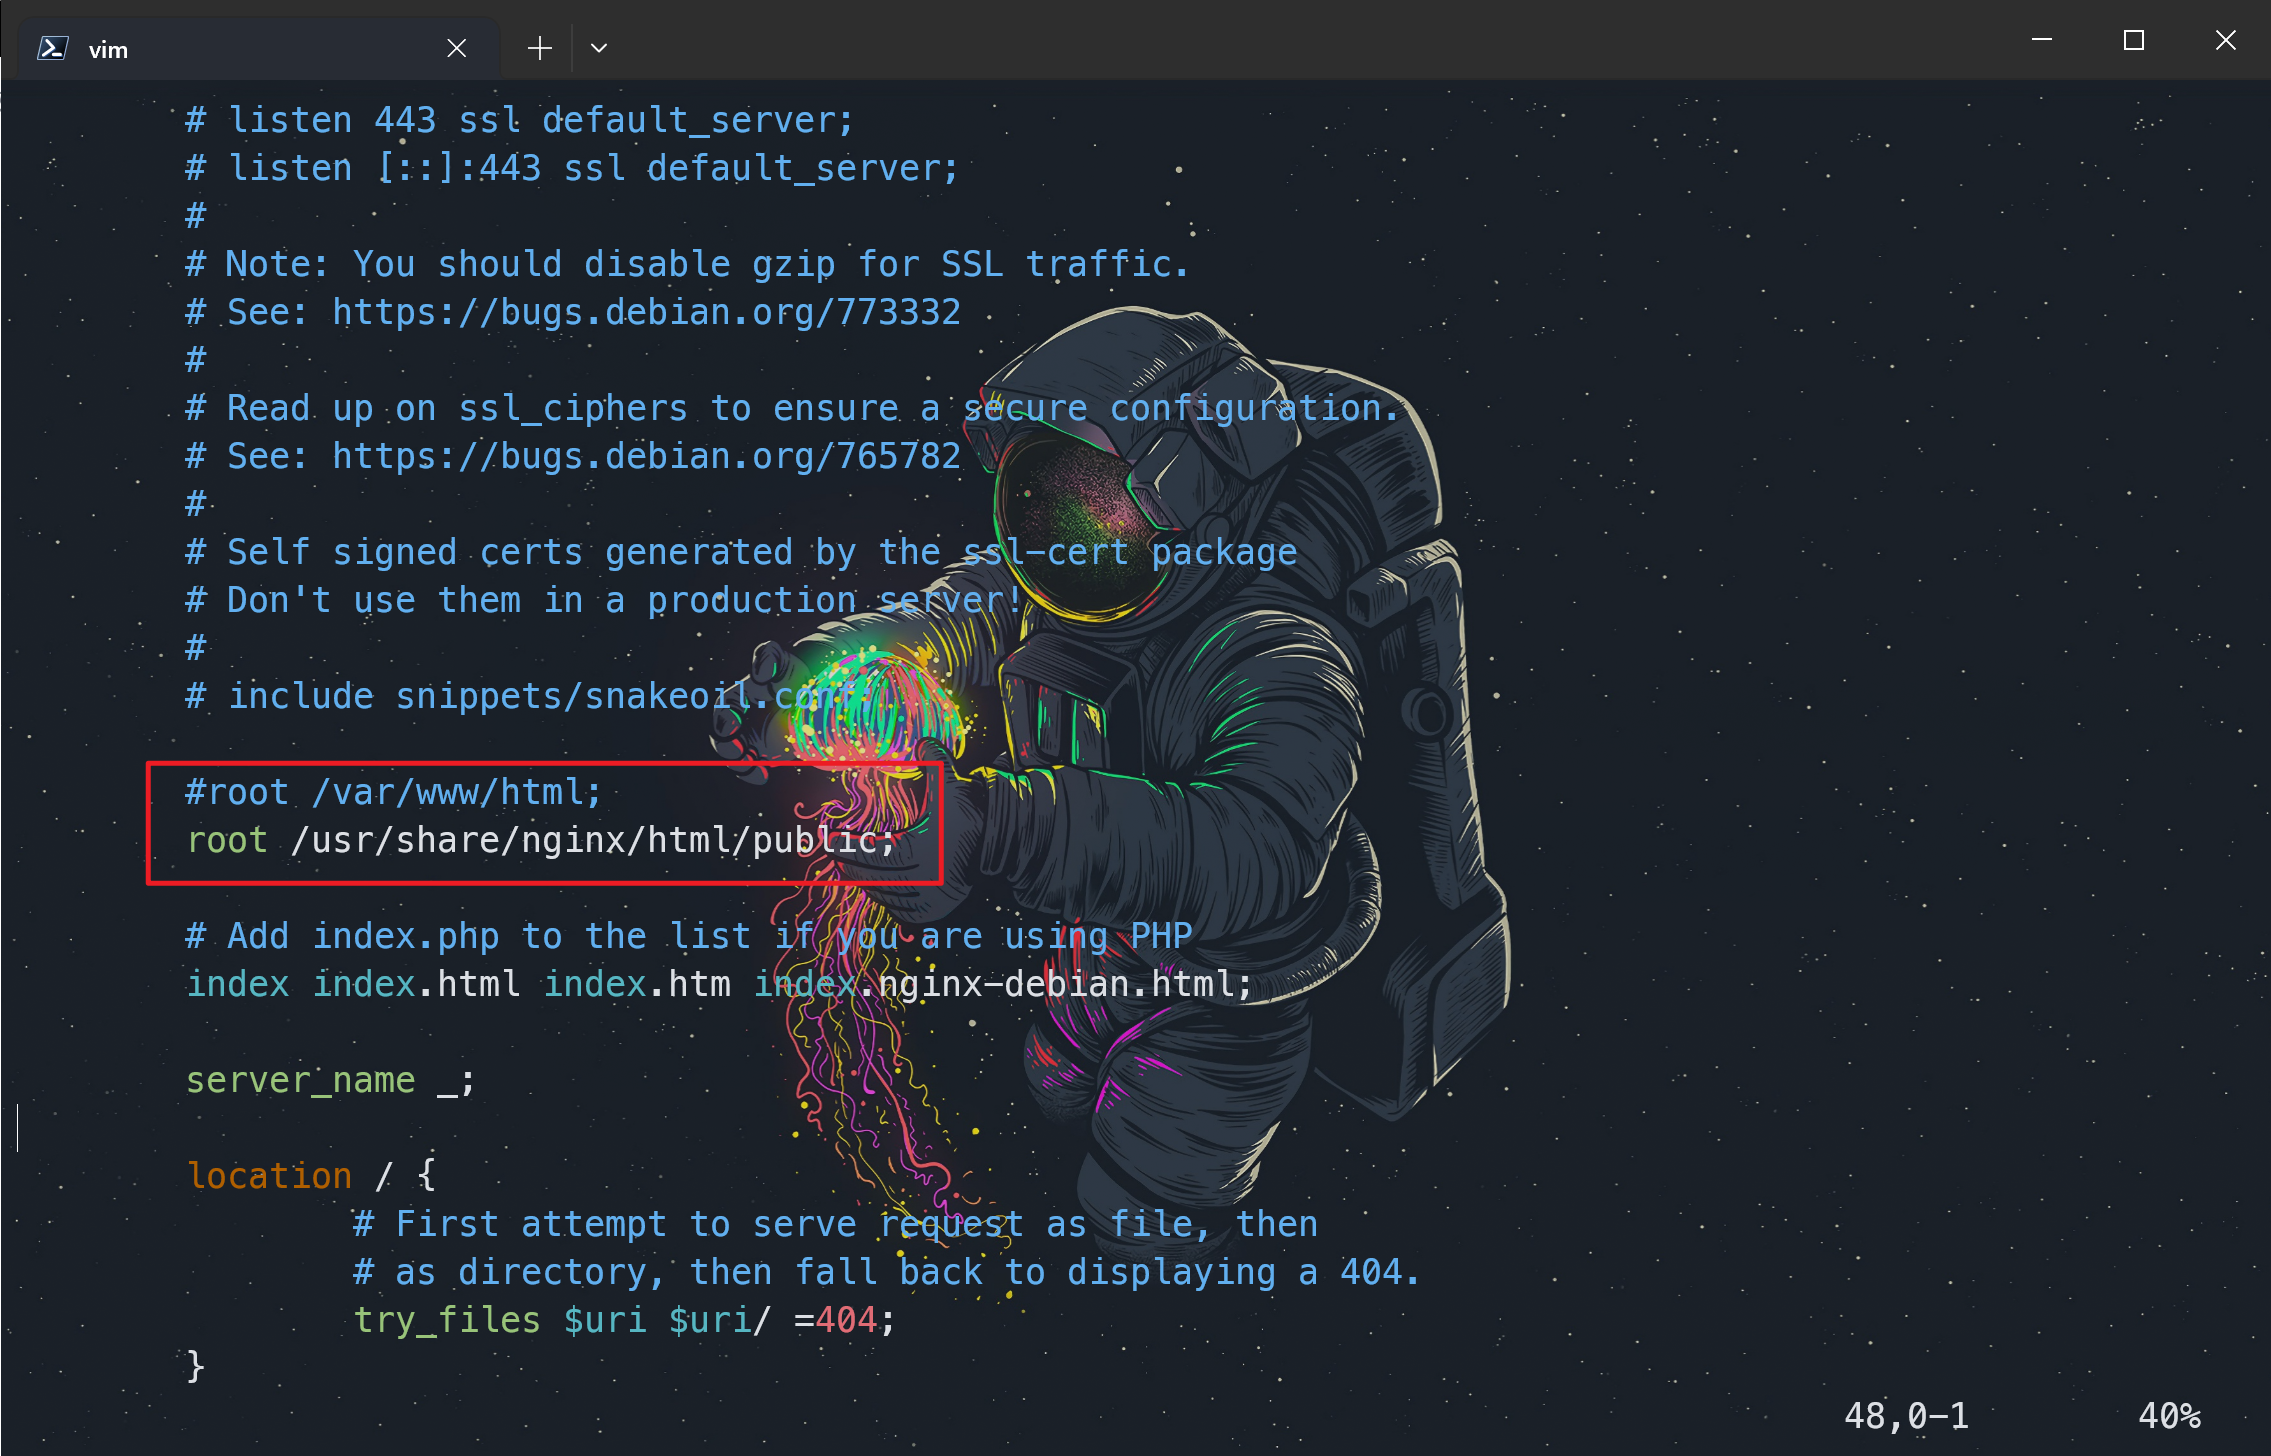 vim
# listen 443 ssl default_server;
# listen [::]:443 ssl default_server;
#
# Note: You should disable gzip for SSL traffic.
# See: https://bugs.debian.org/773332
#
# Read up on ssl_ciphers to ensure a secure configuration.
# See: https://bugs.debian.org/765782
#
# Self signed certs generated by the ssl-cert package
# Don't use them in a production server!
#
# include snippets/snakeoil.conf;
#root /var/www/html;
root /usr/share/nginx/html/public;
# Add index.php to the list if you are using PHP
index index.html index.htm index.nginx-debian.html;
server_name _;
location / {
# First attempt to serve request as file, then
# as directory, then fall back to displaying a 404.
try_files $uri $uri/ =404;
}
48,0-1 40%